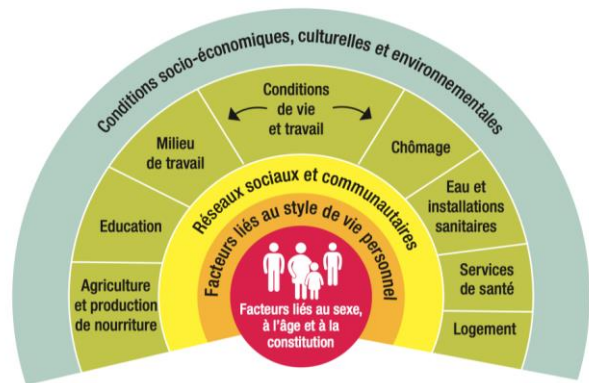 Conditions socio-économiques, culturelles et environnementales
Conditions
de vie
et travail
Milieu
de travail
Chômage
Education
Eau et
installations
sanitaires
Agriculture
et production
de nourriture
Services
de santé
Logement
Réseaux sociaux et communautaires
Facteurs liés au style de vie personnel
Facteurs liés au sexe,
à l'âge et à la
constitution